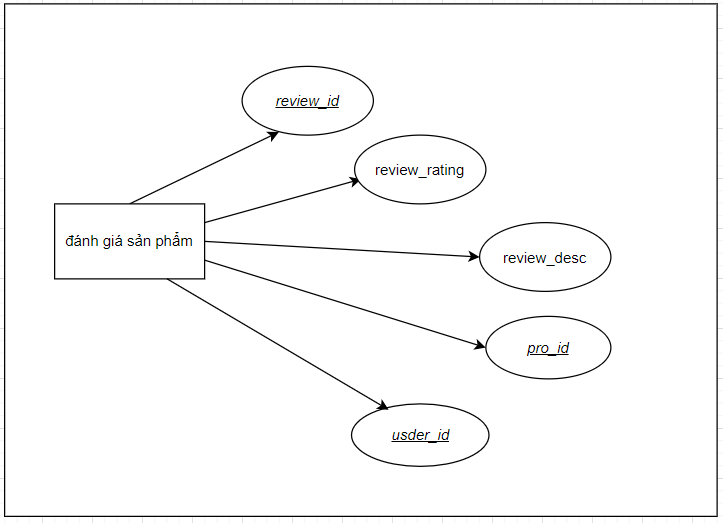 review_id
review_rating
đánh giá sản phẩm
review_desc
pro_id
usder_id